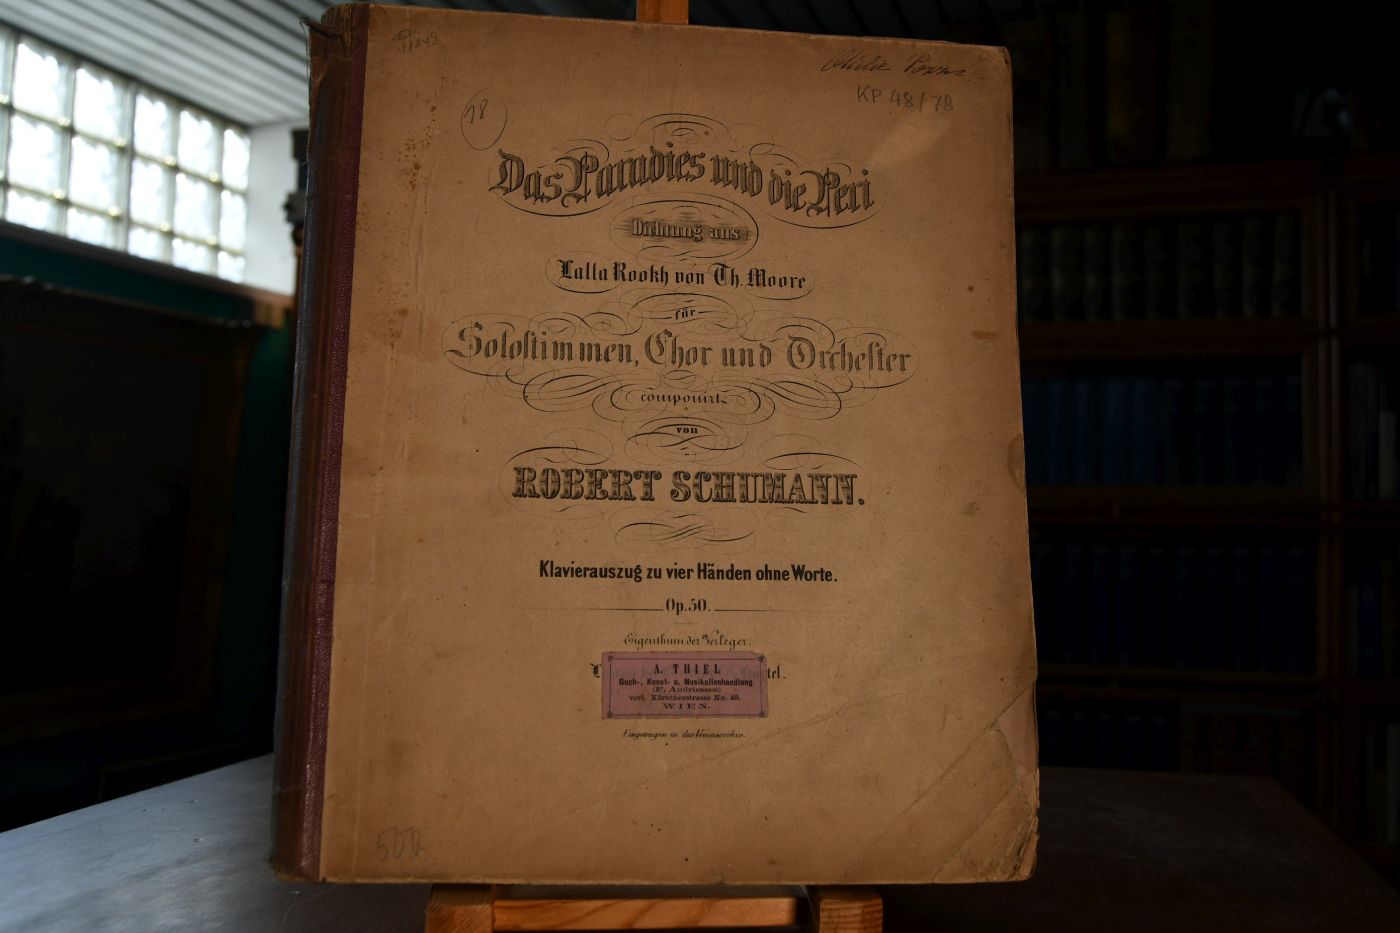 KP 48/78
18
Das Paradies und die Peri
Dichtung aus
Lalla Rookh von Th. Moore
für
Solostimmen, Chor und Orchester
componirt
von
ROBERT SCHUMANN.
Klavierauszug zu vier Händen ohne Worte.
Op. 50.
Eigenthum der Verleger.
A. THIEL
Buch-, Kunst- u. Musikalienhandlung
(F. Andriessen)
verl. Kärntnerstrasse No. 48.
WIEN.
Eingetragen in das Vereinsarchiv.